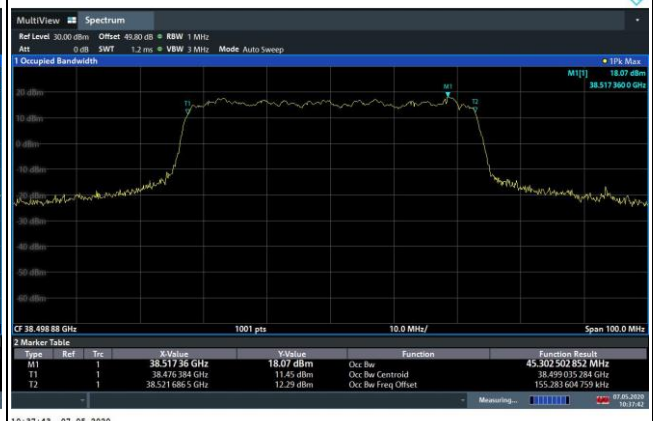 MultiView Spectrum
Ref Level 30.00 dBm Offset 49.80 dB RBW 1 MHz
Att 0 dB SWT 1.2 ms VBW 3 MHz Mode Auto Sweep
1 Occupied Bandwidth 1Pk Max
M1[1] 18.07 dBm
38.517 360 0 GHz
M1
T1 T2
20 dBm
10 dBm
0 dBm
-10 dBm
-20 dBm
-30 dBm
-40 dBm
-50 dBm
-60 dBm
CF 38.498 88 GHz 1001 pts 10.0 MHz/ Span 100.0 MHz
2 Marker Table
Type Ref Trc X-Value Y-Value Function Function Result
M1 1 38.517 36 GHz 18.07 dBm Occ Bw 45.302 502 852 MHz
T1 1 38.476 384 GHz 11.45 dBm Occ Bw Centroid 38.499 035 284 GHz
T2 1 38.521 686 5 GHz 12.29 dBm Occ Bw Freq Offset 155.283 604 759 kHz
Measuring... 07.05.2020
10:37:42
10:37:43 07.05.2020